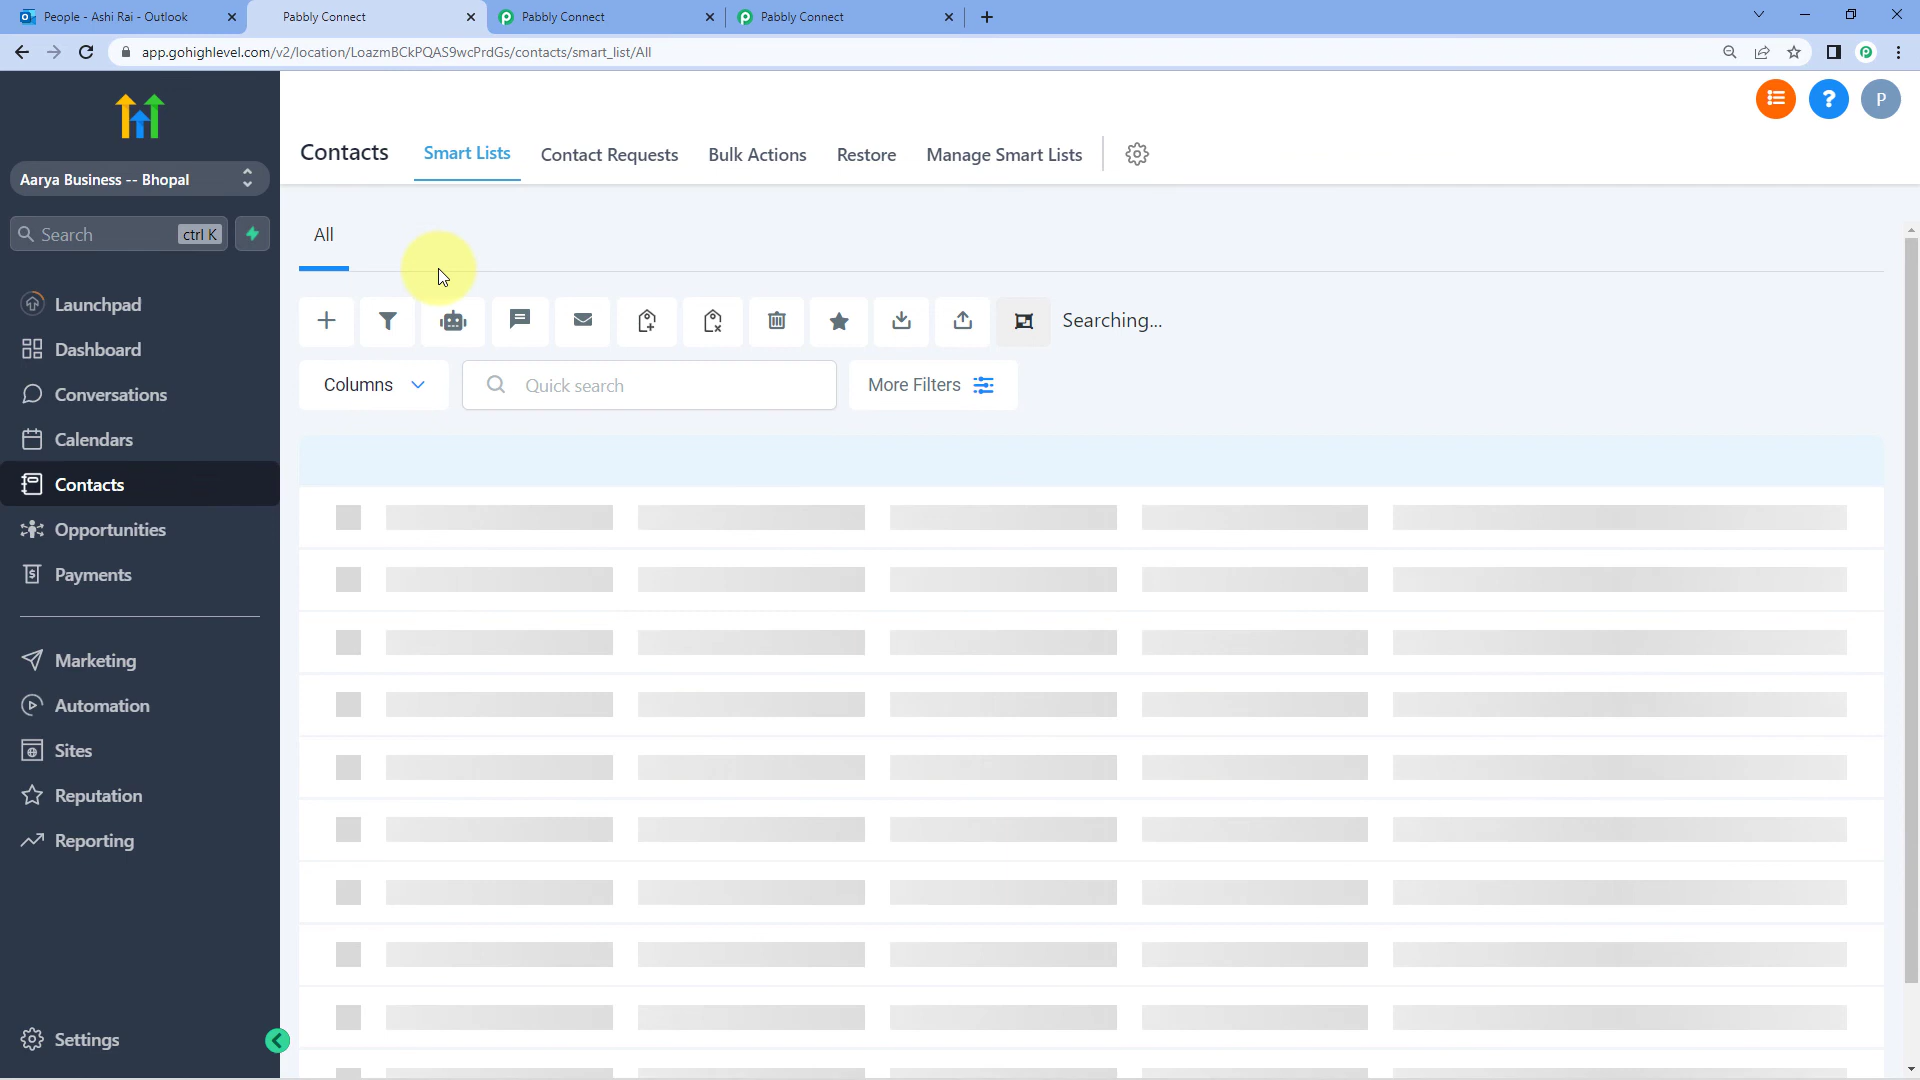 People - Ashi Rai - Outlook
Pabbly Connect
Pabbly Connect
Pabbly Connect
app.gohighlevel.com/v2/location/LoazmBCkPQAS9wcPrdGs/contacts/smart_list/All
?
P
Contacts
Smart Lists
Contact Requests
Bulk Actions
Restore
Manage Smart Lists
Aarya Business -- Bhopal
Search
ctrl K
All
Launchpad
Dashboard
Conversations
Calendars
Contacts
Opportunities
Payments
Marketing
Automation
Sites
Reputation
Reporting
Settings
Searching...
Columns
Quick search
More Filters